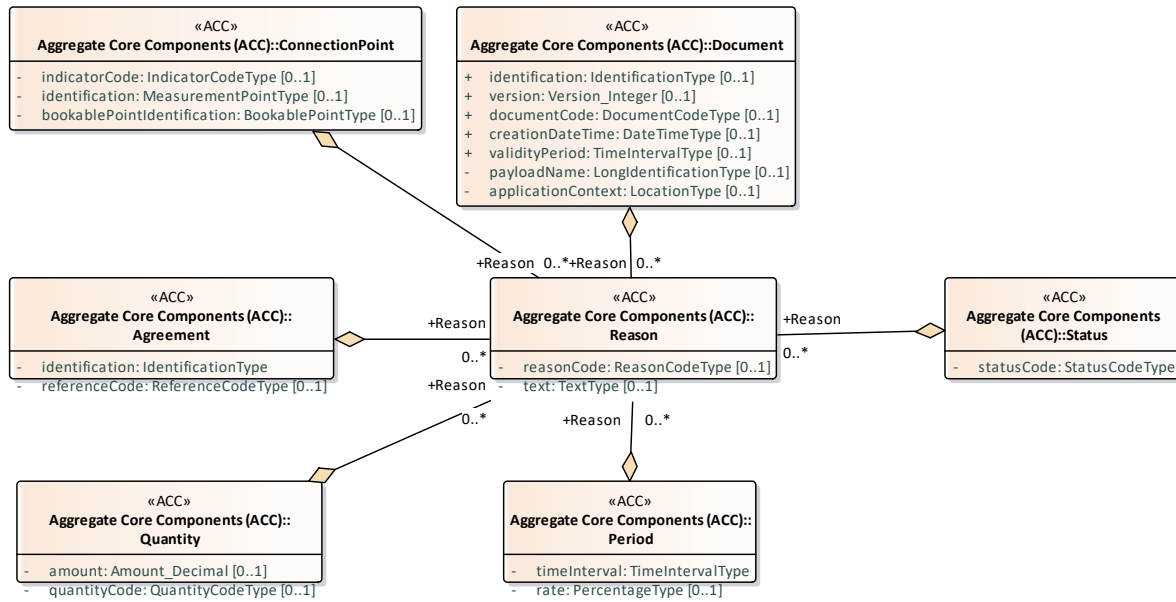 «ACC»
Aggregate Core Components (ACC)::ConnectionPoint
- indicatorCode: IndicatorCodeType [0..1]
- identification: MeasurementPointType [0..1]
- bookablePointIdentification: BookablePointType [0..1]
«ACC»
Aggregate Core Components (ACC)::Document
+ identification: IdentificationType [0..1]
+ version: Version_Integer [0..1]
+ documentCode: DocumentCodeType [0..1]
+ creationDateTime: DateTimeType [0..1]
+ validityPeriod: TimeIntervalType [0..1]
- payloadName: LongIdentificationType [0..1]
- applicationContext: LocationType [0..1]
+Reason 0..*
+Reason 0..*
«ACC»
Aggregate Core Components (ACC)::
Agreement
- identification: IdentificationType
- referenceCode: ReferenceCodeType [0..1]
+Reason
0..*
«ACC»
Aggregate Core Components (ACC)::
Reason
- reasonCode: ReasonCodeType [0..1]
- text: TextType [0..1]
+Reason
0..*
«ACC»
Aggregate Core Components
(ACC)::Status
- statusCode: StatusCodeType
+Reason
0..*
+Reason 0..*
«ACC»
Aggregate Core Components (ACC)::
Quantity
- amount: Amount_Decimal [0..1]
- quantityCode: QuantityCodeType [0..1]
«ACC»
Aggregate Core Components (ACC)::
Period
- timeInterval: TimeIntervalType
- rate: PercentageType [0..1]